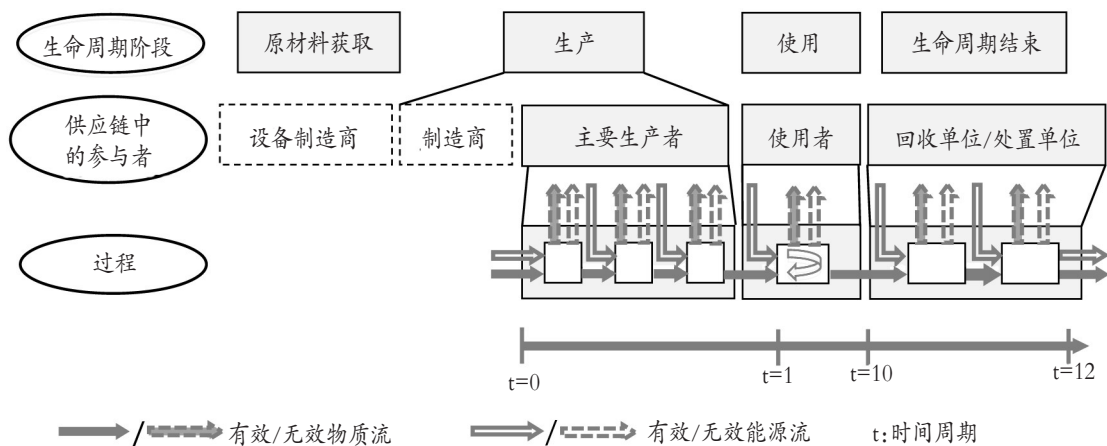 生命周期阶段
原材料获取
生产
使用
生命周期结束
供应链中
的参与者
设备制造商
制造商
主要生产者
使用者
回收单位/处置单位
过程
t=0
t=1
t=10
t=12
/
有效/无效物质流
/
有效/无效能源流
t:时间周期